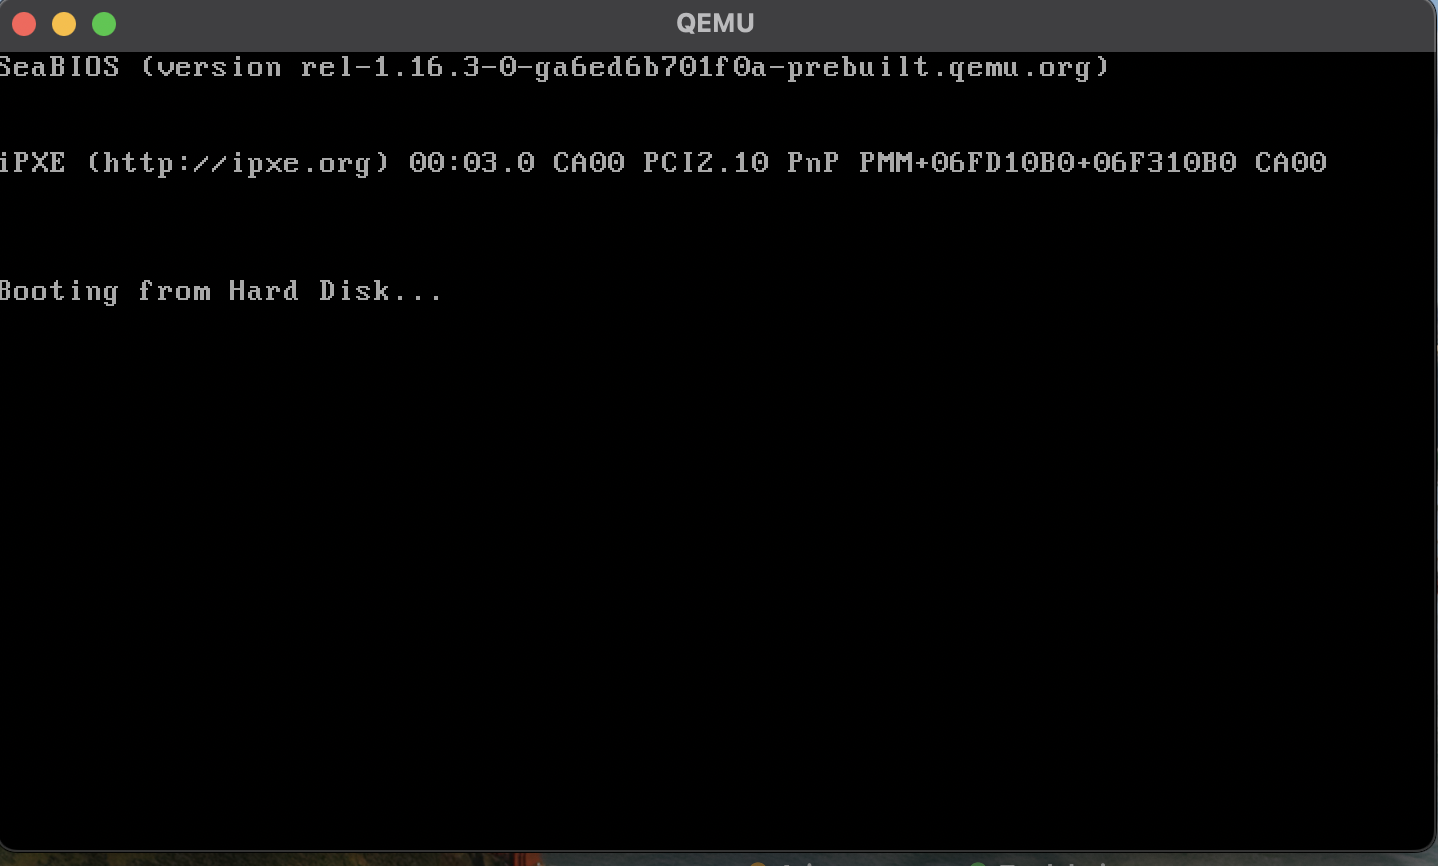 QEMU
SeaBIOS (version rel-1.16.3-0-ga6ed6b701f0a-prebuilt.qemu.org)
iPXE (http://ipxe.org) 00:03.0 CA00 PCI2.10 PnP PMM+06FD10B0+06F310B0 CA00
Booting from Hard Disk...